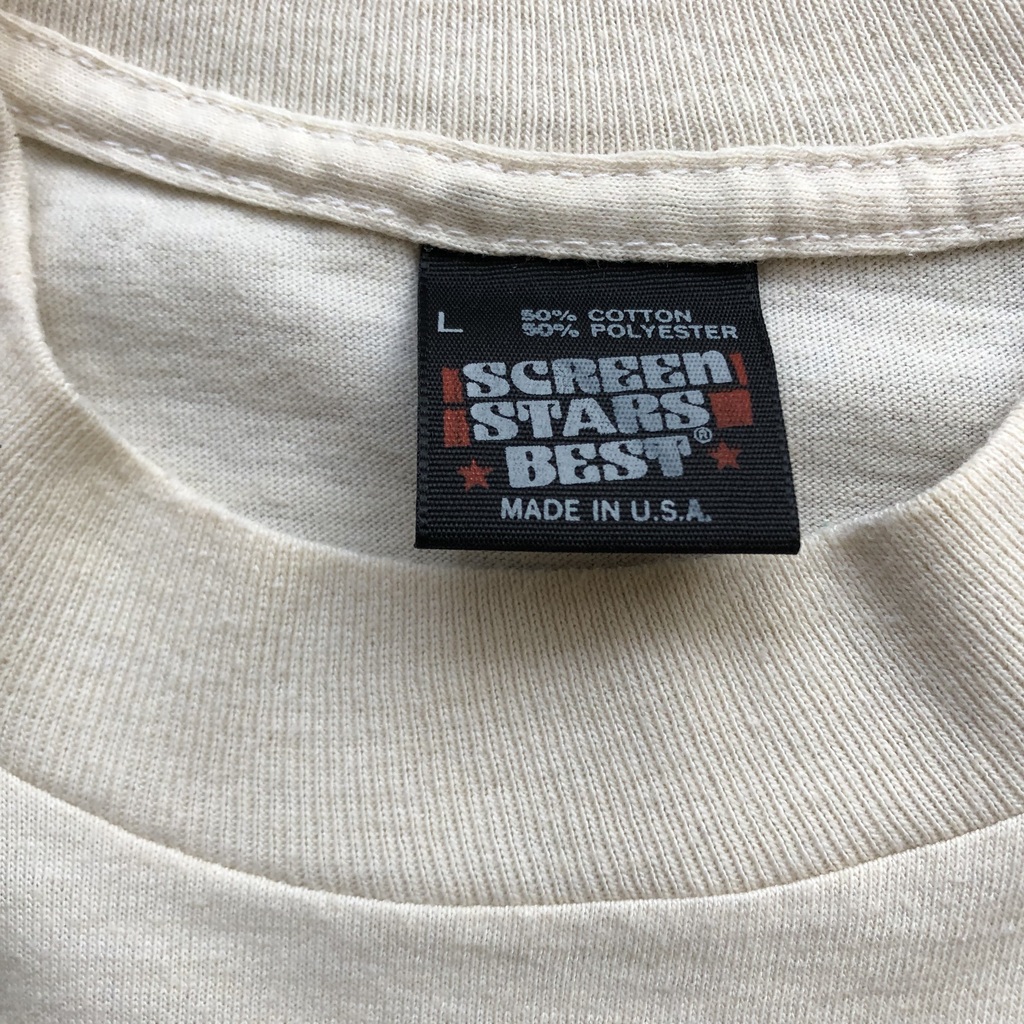 L
50% COTTON
50% POLYESTER
SCREEN
STARS
BEST®
MADE IN U.S.A.